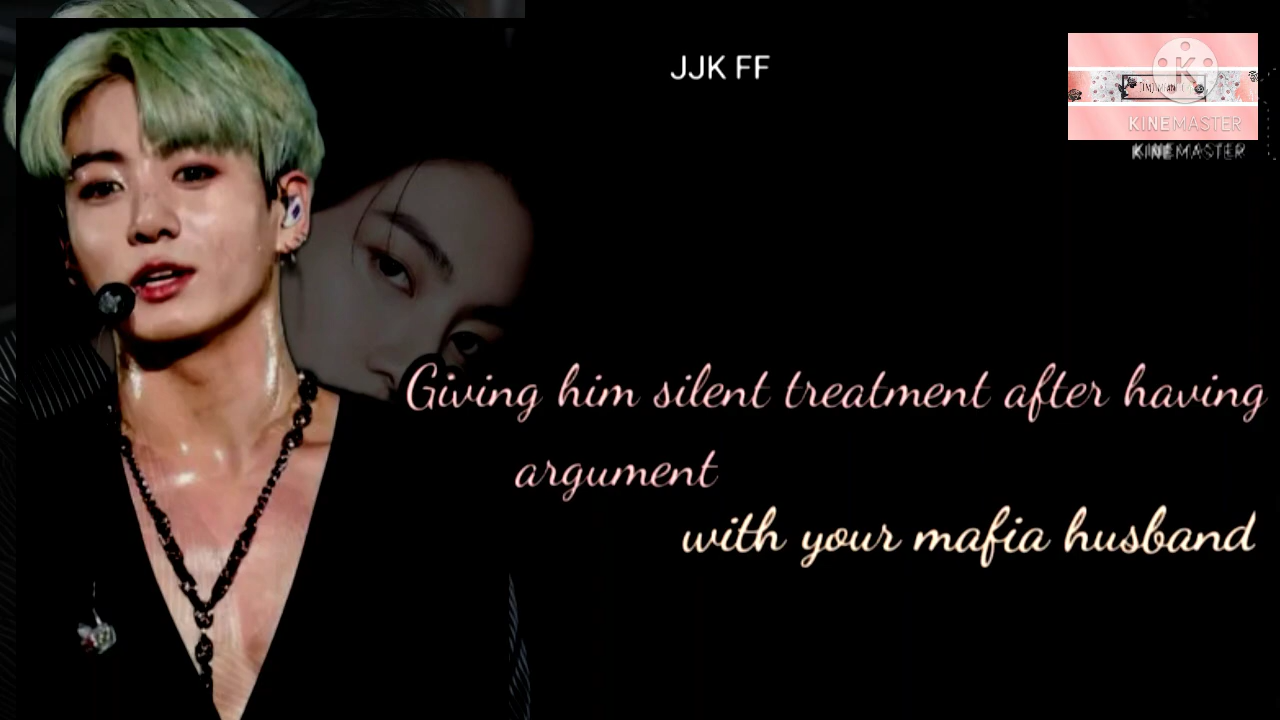 JJK FF
KINEMASTER
KINEMASTER
Giving him silent treatment after having
argument
with your mafia husband